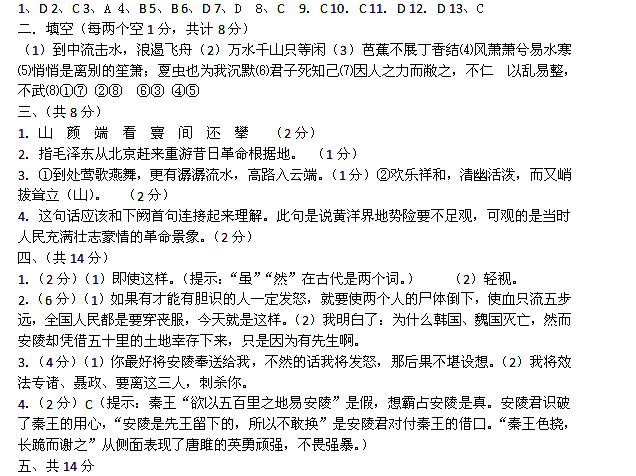 1、D 2、C 3、A 4、B 5、B 6、D 7、D 8、C 9、C10、C11、D 12、D 13、C
二．填空（每两个空 1 分，共计 8 分）
（1）到中流击水，浪遏飞舟（2）万水千山只等闲（3）芭蕉不展丁香结⑷风萧萧兮易水寒
⑸悄悄是离别的笙箫；夏虫也为我沉默⑹君子死知己⑺因人之力而敝之，不仁 以乱易整，
不武⑻①⑦ ②⑧ ⑥③ ④⑤
三、（共 8 分）
1．山 颜 端 看 寰 间 还 攀 （2 分）
2．指毛泽东从北京赶来重游昔日革命根据地。（1 分）
3．①到处莺歌燕舞，更有潺潺流水，高路入云端。（1 分）②欢乐祥和，清幽活泼，而又峭
拔耸立（山）。（2 分）
4．这句话应该和下阙首句连接起来理解。此句是说黄洋界地势险要不足观，可观的是当时
人民充满壮志豪情的革命景象。（2 分）
四、（共 14 分）
1．（2 分）（1）即使这样。（提示：“虽”“然”在古代是两个词。） （2）轻视。
2．（6 分）（1）如果有才能有胆识的人一定发怒，就要使两个人的尸体倒下，使血只流五步
远，全国人民都是要穿丧服，今天就是这样。（2）我明白了：为什么韩国、魏国灭亡，然而
安陵却凭借五十里的土地幸存下来，只是因为有先生啊。
3．（4 分）（1）你最好将安陵奉送给我，不然的话我将发怒，那后果不堪设想。（2）我将效
法专诸、聂政、要离这三人，刺杀你。
4．（2 分）C（提示：秦王“欲以五百里之地易安陵”是假，想霸占安陵是真。安陵君识破
了秦王的用心，“安陵是先王留下的，所以不敢换”是安陵君对付秦王的借口。“秦王色挠，
长跪而谢之”从侧面表现了唐雎的英勇顽强，不畏强暴。）
五、共 14 分